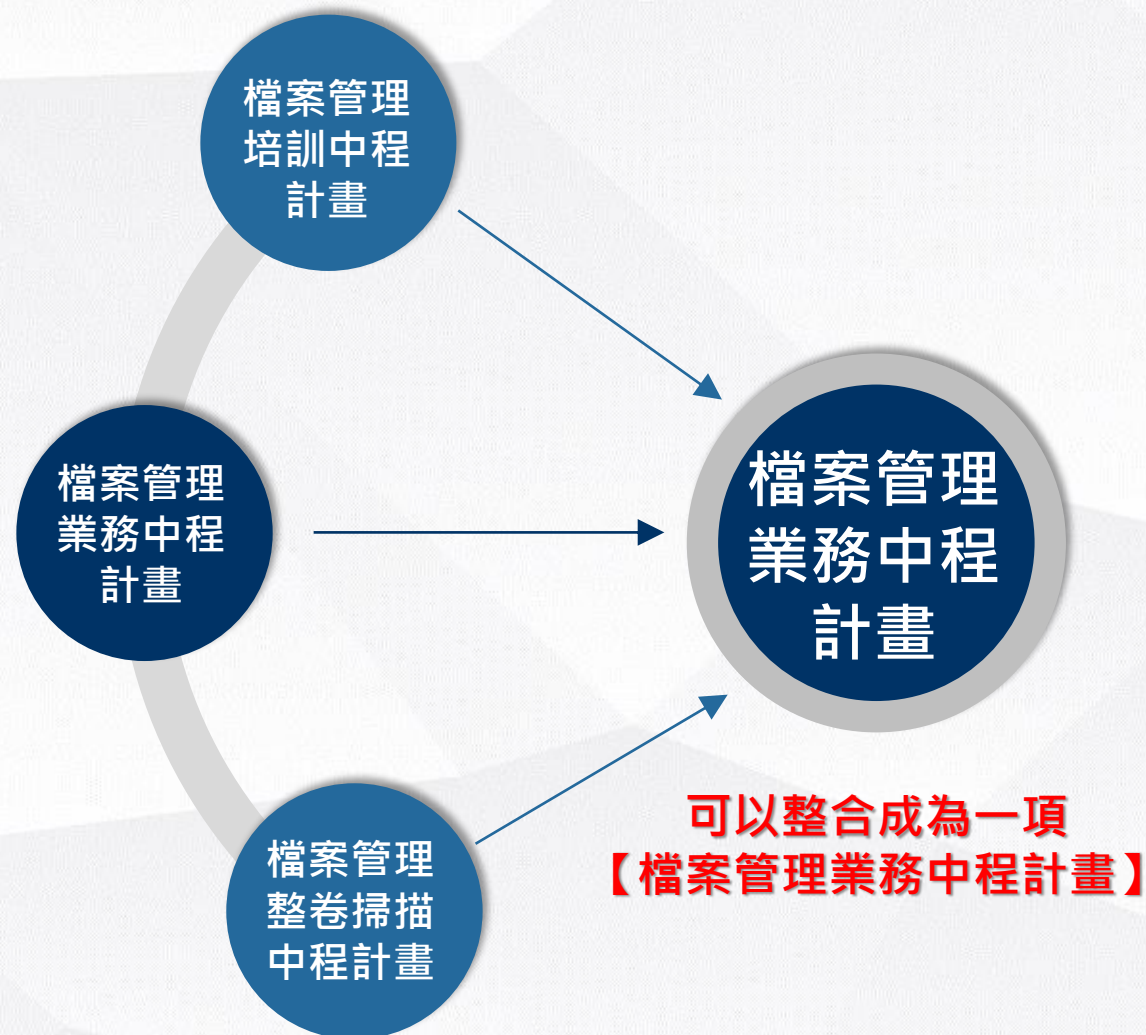 檔案管理
培訓中程
計畫
檔案管理
業務中程
計畫
檔案管理
整卷掃描
中程計畫
檔案管理
業務中程
計畫
可以整合成為一項
【檔案管理業務中程計畫】